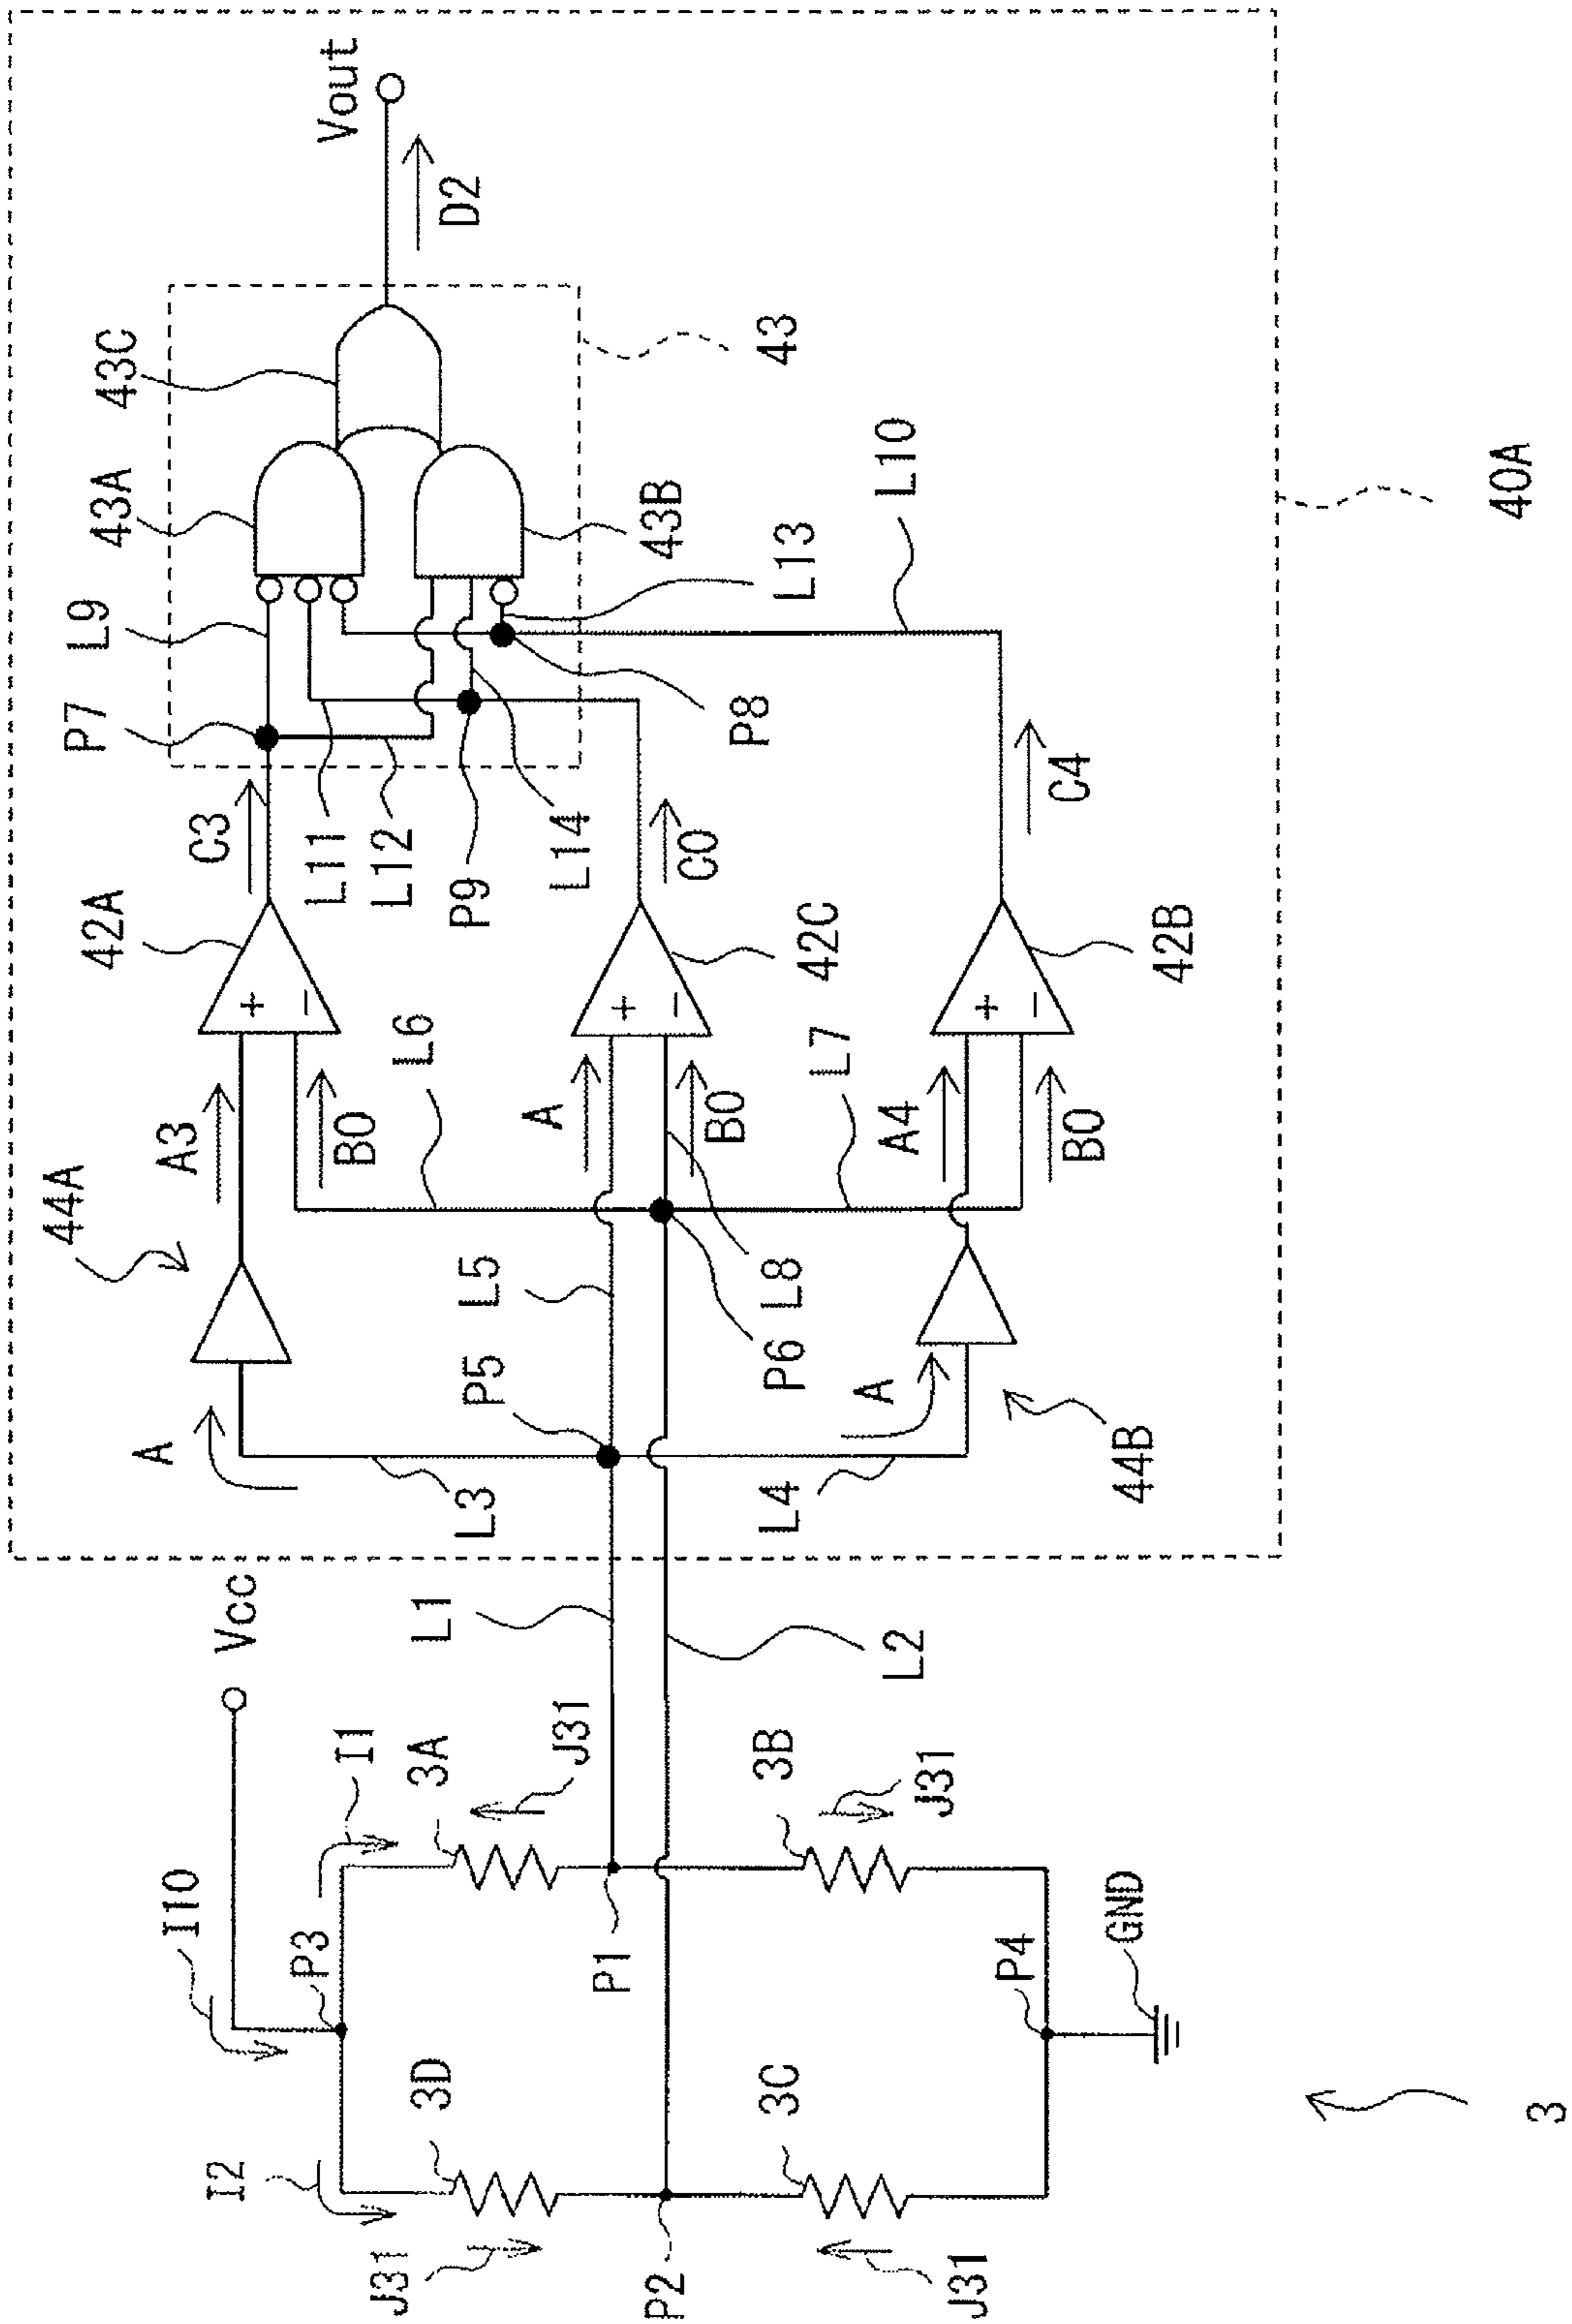 Vout
D2
43C
43A
43B
43
L9
L13
L10
40A
P7
P8
C3
L11
L12
P9
L14
C0
C4
42A
+
−
42C
+
−
42B
+
−
L6
L7
A3
B0
A
B0
A4
B0
44A
L5
L8
P5
P6
A
A
L3
L4
44B
Vcc
L1
L2
I10
I1
3A
J31
3B
J31
P3
P1
P4
GND
I2
3D
3C
J31
P2
J31
3